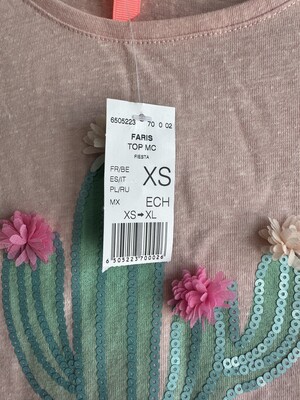 6505223 70 0 02
FARIS
TOP MC
FIESTA
FR/BE
ES/IT
PL/RU
MX
XS
ECH
XS→XL
6 505223 700026